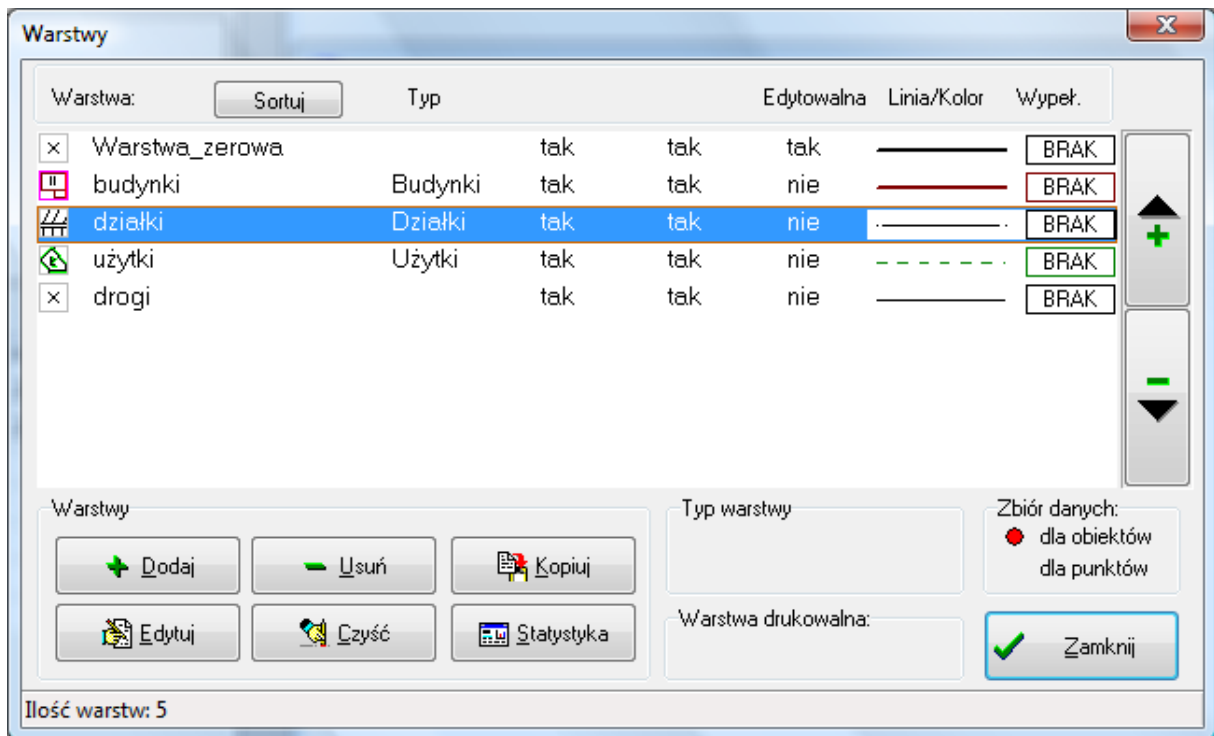 Warstwy
Warstwa: Sortuj Typ Edytowalna Linia/Kolor Wypeł.
Warstwa_zerowa tak tak tak BRAK
budynki Budynki tak tak nie BRAK
działki Działki tak tak nie BRAK
użytki Użytki tak tak nie BRAK
drogi tak tak nie BRAK
Warstwy Typ warstwy Zbiór danych:
dla obiektów
Dodaj Usuń Kopiuj dla punktów
Warstwa drukowalna:
Edytuj Czyść Statystyka Zamknij
Ilość warstw: 5